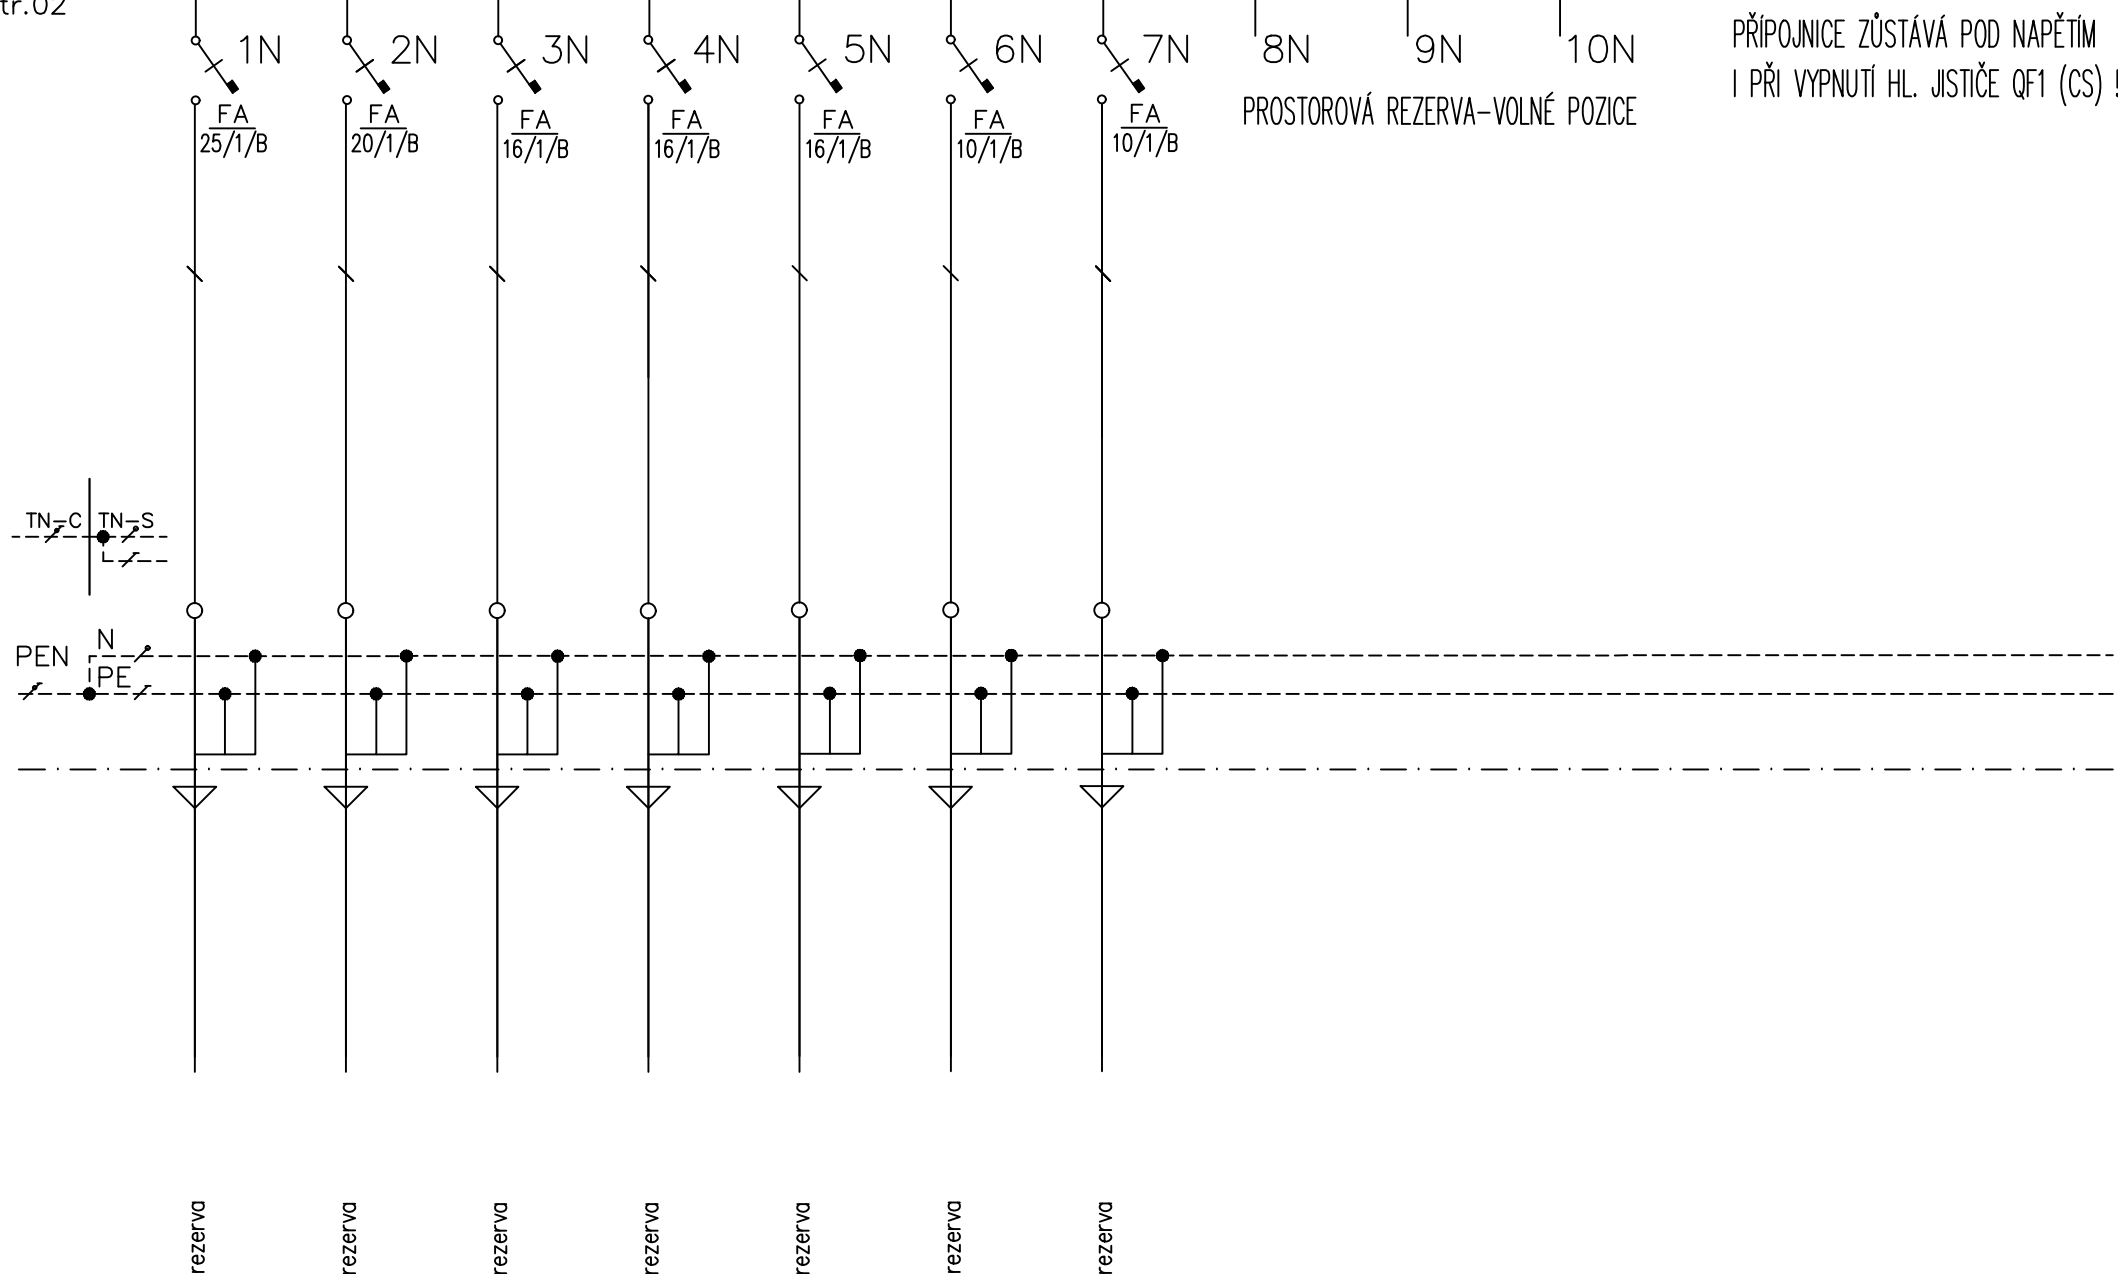 tr.02
1N 2N 3N 4N 5N 6N 7N 8N 9N 10N
PŘÍPOJNICE ZŮSTÁVÁ POD NAPĚTÍM
I PŘI VYPNUTÍ HL. JISTIČE QF1 (CS) !
PROSTOROVÁ REZERVA-VOLNÉ POZICE
FA FA FA FA FA FA FA
25/1/B 20/1/B 16/1/B 16/1/B 16/1/B 10/1/B 10/1/B
TN-C TN-S
N
PEN
PE
rezerva rezerva rezerva rezerva rezerva rezerva rezerva